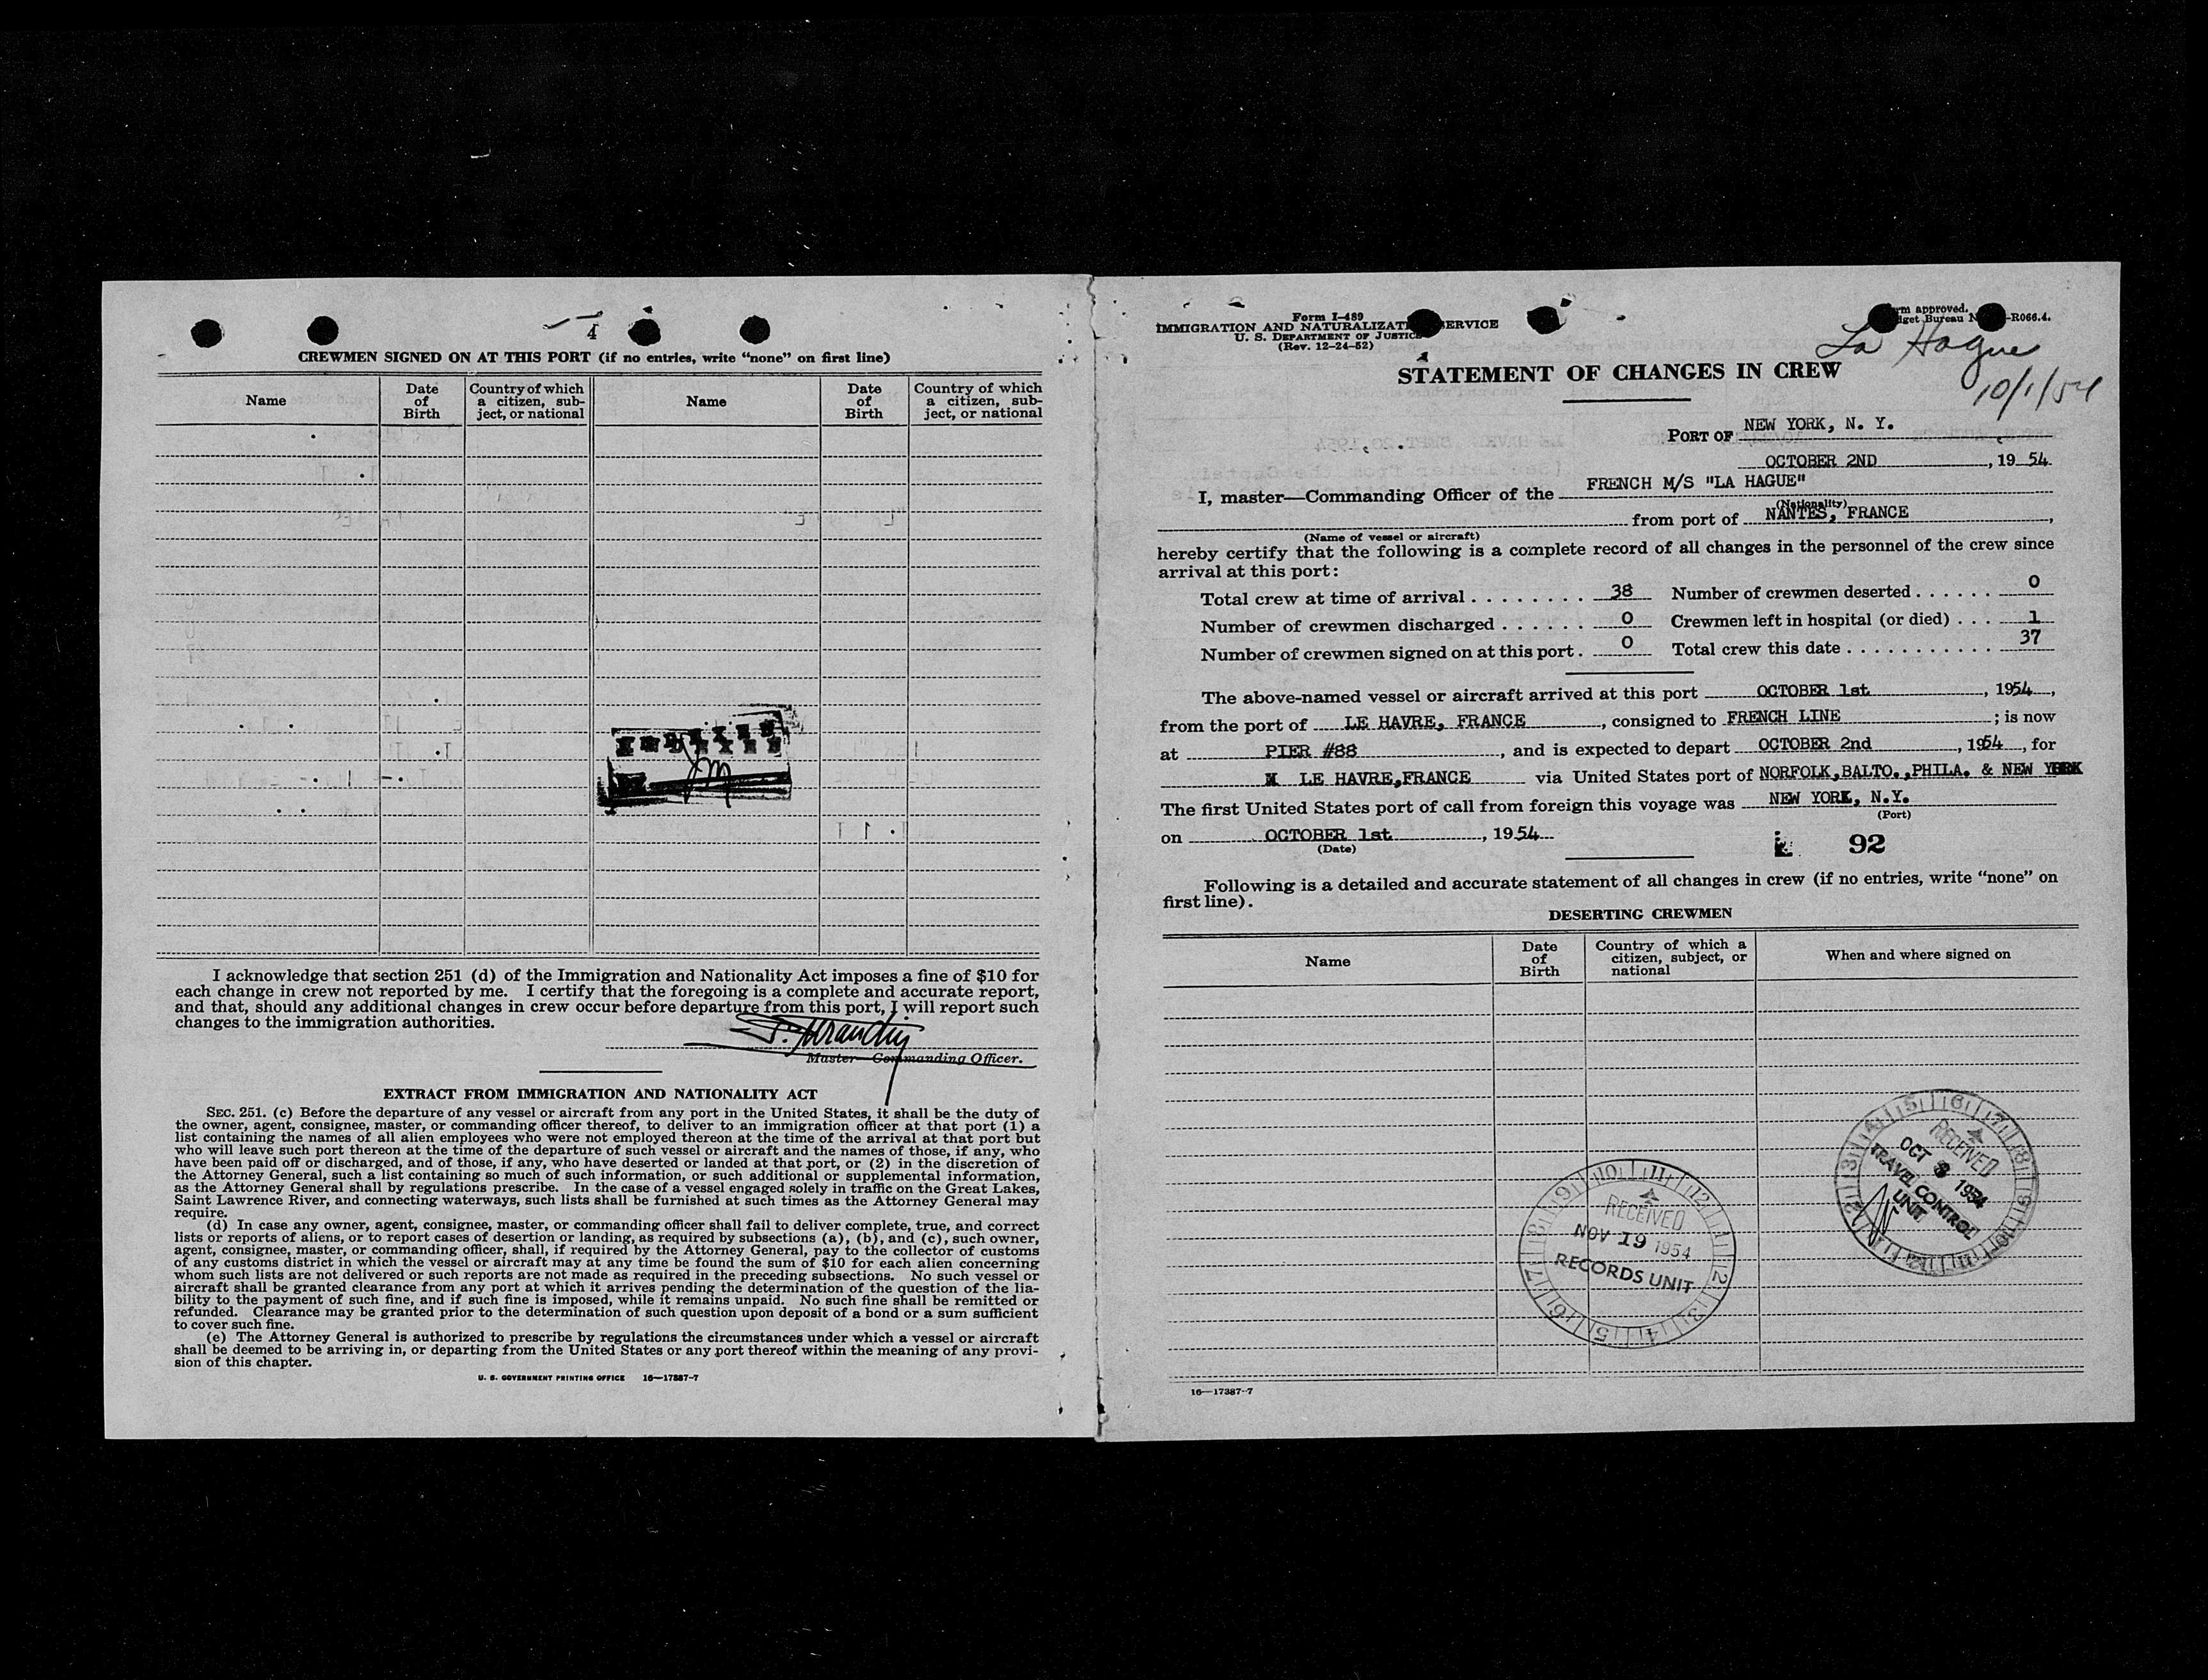 4
CREWMEN SIGNED ON AT THIS PORT (if no entries, write “none” on first line)
Name
Date of Birth
Country of which a citizen, sub-ject, or national
Name
Date of Birth
Country of which a citizen, sub-ject, or national
I acknowledge that section 251 (d) of the Immigration and Nationality Act imposes a fine of $10 for
each change in crew not reported by me. I certify that the foregoing is a complete and accurate report,
and that, should any additional changes in crew occur before departure from this port, I will report such
changes to the immigration authorities.
Master—Commanding Officer.
EXTRACT FROM IMMIGRATION AND NATIONALITY ACT
SEC. 251. (c) Before the departure of any vessel or aircraft from any port in the United States, it shall be the duty of
the owner, agent, consignee, master, or commanding officer thereof, to deliver to an immigration officer at that port (1) a
list containing the names of all alien employees who were not employed thereon at the time of the arrival at that port but
who will leave such port thereon at the time of the departure of such vessel or aircraft and the names of those, if any, who
have been paid off or discharged, and of those, if any, who have deserted or landed at that port, or (2) in the discretion of
the Attorney General, such a list containing so much of such information, or such additional or supplemental information,
as the Attorney General shall by regulations prescribe. In the case of a vessel engaged solely in traffic on the Great Lakes,
Saint Lawrence River, and connecting waterways, such lists shall be furnished at such times as the Attorney General may
require.
(d) In case any owner, agent, consignee, master, or commanding officer shall fail to deliver complete, true, and correct
lists or reports of aliens, or to report cases of desertion or landing, as required by subsections (a), (b), and (c), such owner,
agent, consignee, master, or commanding officer, shall, if required by the Attorney General, pay to the collector of customs
of any customs district in which the vessel or aircraft may at any time be found the sum of $10 for each alien concerning
whom such lists are not delivered or such reports are not made as required in the preceding subsections. No such vessel or
aircraft shall be granted clearance from any port at which it arrives pending the determination of the question of the lia-
bility to the payment of such fine, and if such fine is imposed, while it remains unpaid. No such fine shall be remitted or
refunded. Clearance may be granted prior to the determination of such question upon deposit of a bond or a sum sufficient
to cover such fine.
(e) The Attorney General is authorized to prescribe by regulations the circumstances under which a vessel or aircraft
shall be deemed to be arriving in, or departing from the United States or any port thereof within the meaning of any provi-
sion of this chapter.
U. S. GOVERNMENT PRINTING OFFICE 16—17387-7
Form I-489
IMMIGRATION AND NATURALIZATI SERVICE
U. S. DEPARTMENT OF JUSTICE
(Rev. 12-24-52)
rm approved.
dget Bureau N -R066.4.
La Hague
10/1/54
STATEMENT OF CHANGES IN CREW
PORT OF NEW YORK, N. Y.
OCTOBER 2ND, 19 54
I, master—Commanding Officer of the FRENCH M/S "LA HAGUE"
(Nationality)
from port of NANTES, FRANCE,
(Name of vessel or aircraft)
hereby certify that the following is a complete record of all changes in the personnel of the crew since
arrival at this port:
Total crew at time of arrival 38 Number of crewmen deserted 0
Number of crewmen discharged 0 Crewmen left in hospital (or died) 1
Number of crewmen signed on at this port 0 Total crew this date 37
The above-named vessel or aircraft arrived at this port OCTOBER 1st, 1954,
from the port of LE HAVRE, FRANCE, consigned to FRENCH LINE; is now
at PIER #88, and is expected to depart OCTOBER 2nd, 1954, for
LE HAVRE,FRANCE via United States port of NORFOLK,BALTO.,PHILA. & NEW YORK
The first United States port of call from foreign this voyage was NEW YORK, N.Y.
(Port)
on OCTOBER 1st, 1954
(Date)
92
Following is a detailed and accurate statement of all changes in crew (if no entries, write “none” on
first line).
DESERTING CREWMEN
Name
Date of Birth
Country of which a citizen, subject, or national
When and where signed on
RECEIVED
OCT 1954
TRAVEL CONTROL
UNIT
RECEIVED
NOV 19 1954
RECORDS UNIT
16—17387-7